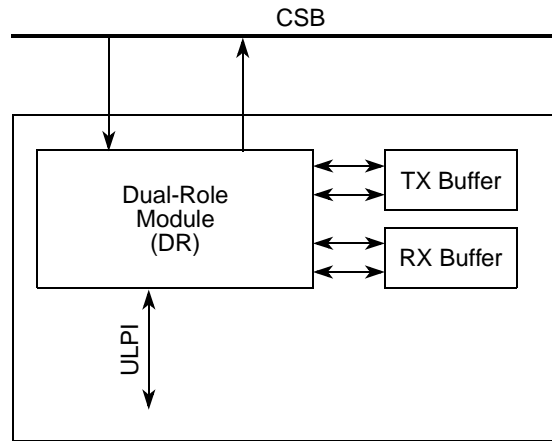 CSB
Dual-Role
Module
(DR)
TX Buffer
RX Buffer
ULPI